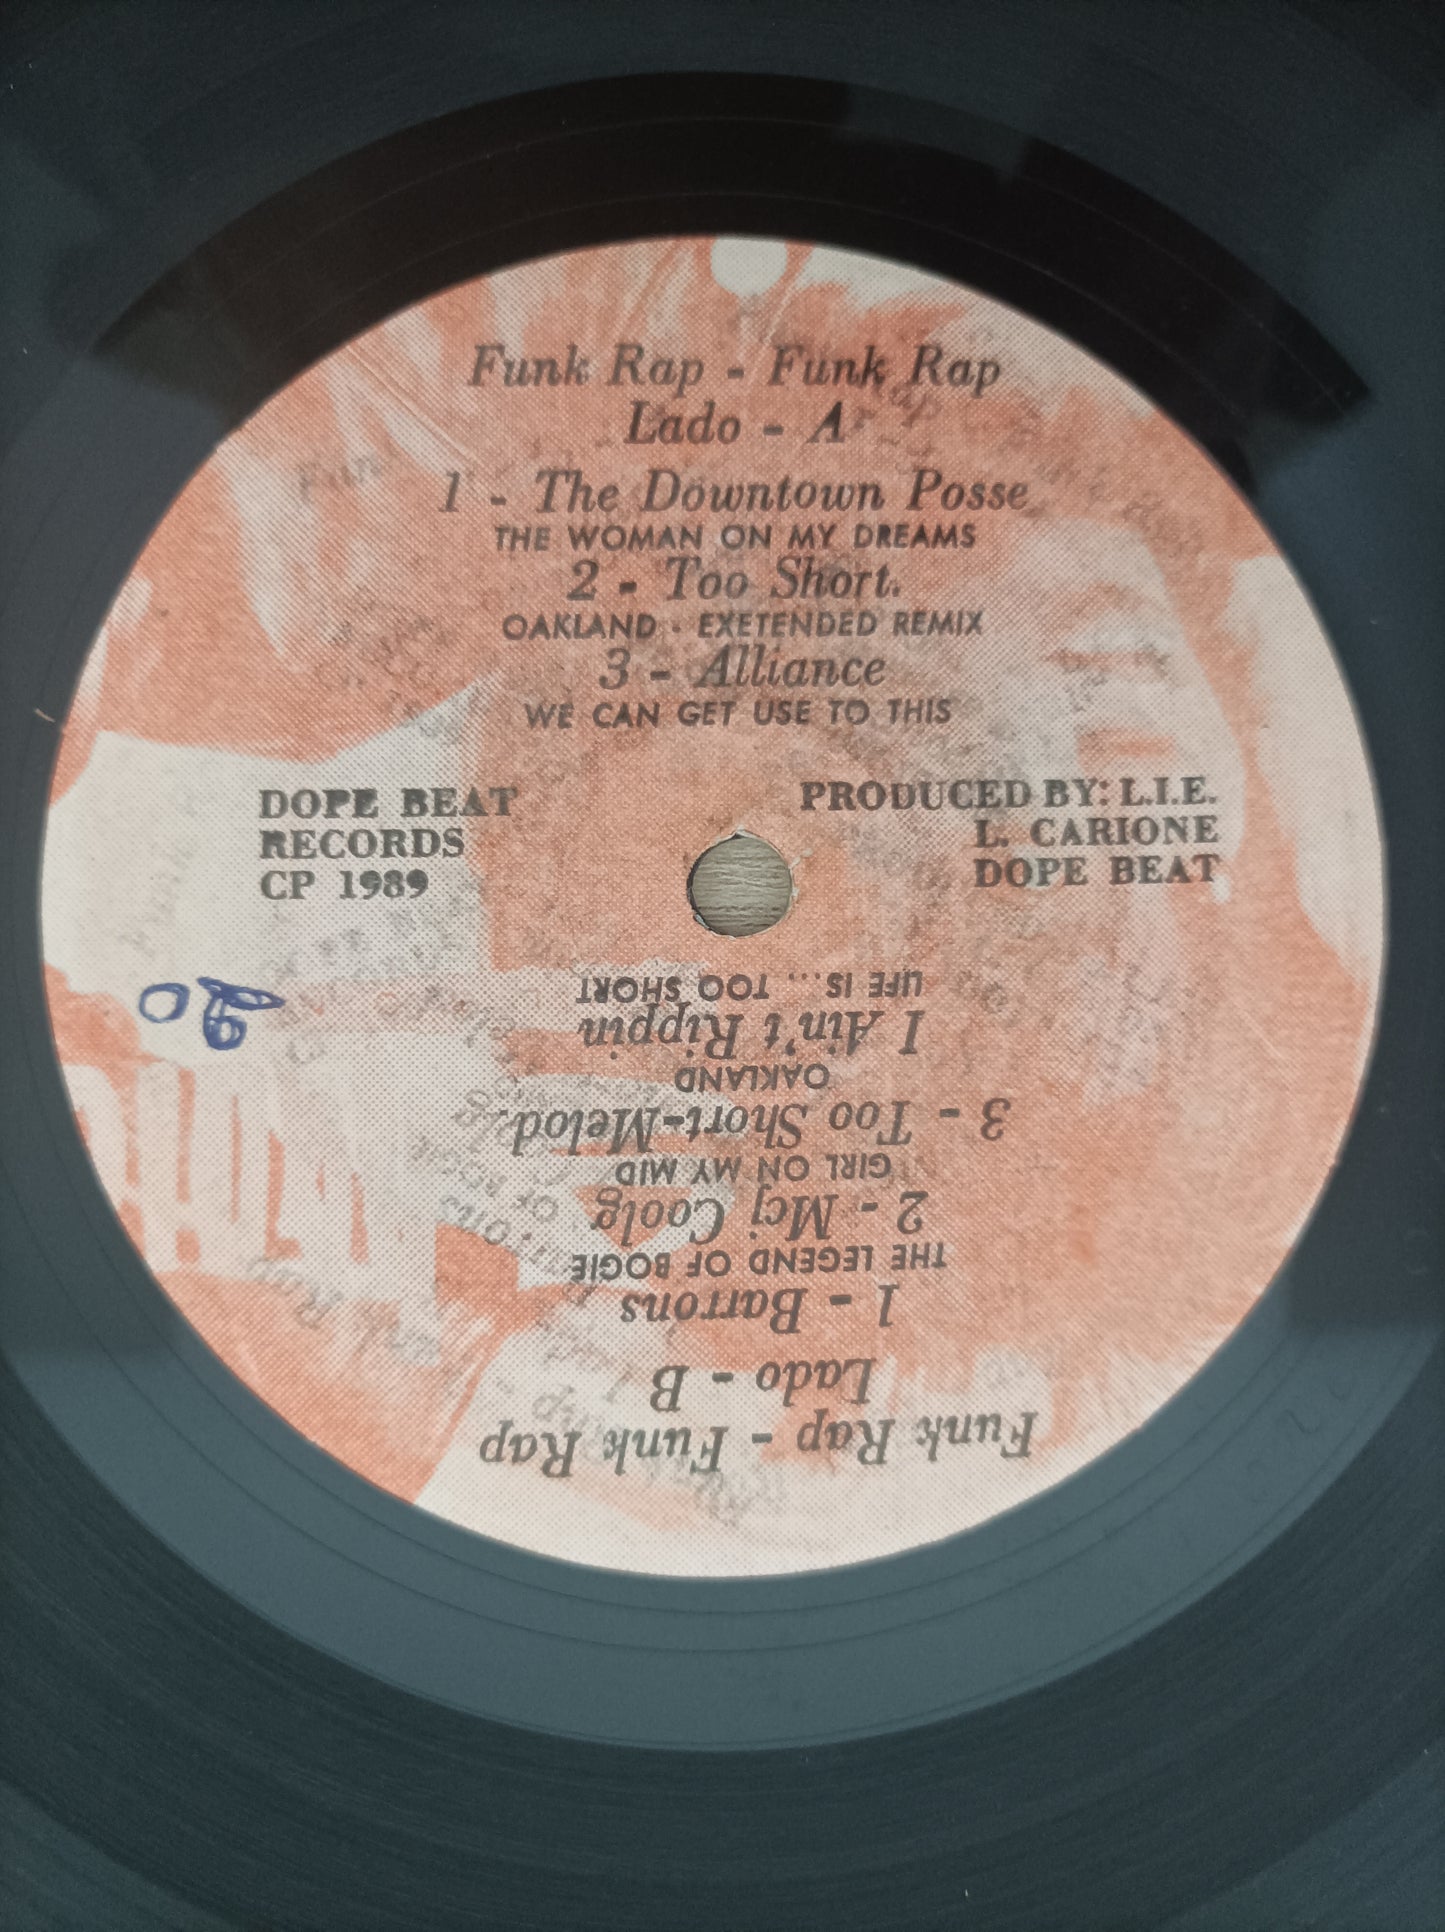 Funk Rap - Funk Rap
Lado - A
1 - The Downtown Posse
THE WOMAN ON MY DREAMS
2 - Too Short.
OAKLAND - EXETENDED REMIX
3 - Alliance
WE CAN GET USE TO THIS
DOPE BEAT
RECORDS
CP 1989
PRODUCED BY: L.I.E.
L. CARIONE
DOPE BEAT
Funk Rap - Funk Rap
Lado - B
1 - Barrons
THE LEGEND OF BOGIE
2 - Mcj Coolg
GIRL ON MY MID
3 - Too Short-Melod.
OAKLAND
I Ain't Rippin
LIFE IS... TOO SHORT